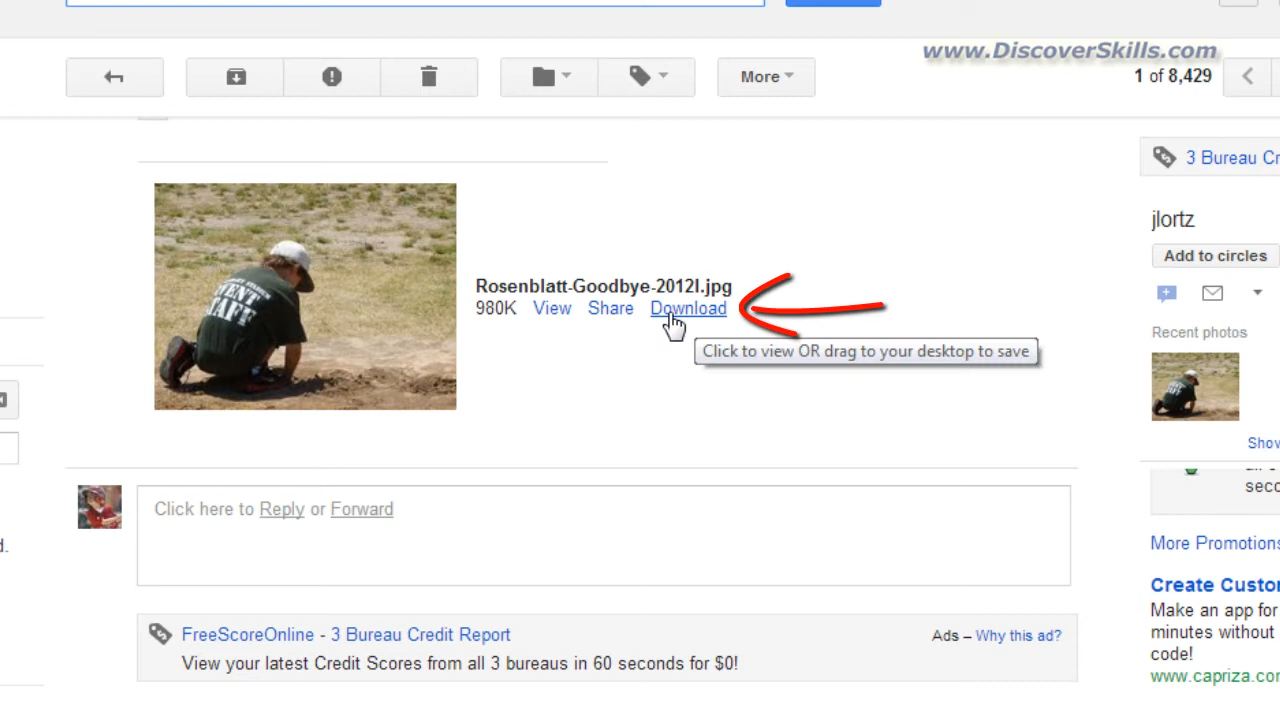 www.DiscoverSkills.com
More
1 of 8,429
3 Bureau Cr
jlortz
Add to circles
Recent photos
Show
EVENT
STAFF
Rosenblatt-Goodbye-2012l.jpg
980K View Share Download
Click to view OR drag to your desktop to save
Click here to Reply or Forward
d.
seco
More Promotions
Create Custo
Make an app for
minutes without
code!
www.capriza.com
FreeScoreOnline - 3 Bureau Credit Report
Ads – Why this ad?
View your latest Credit Scores from all 3 bureaus in 60 seconds for $0!